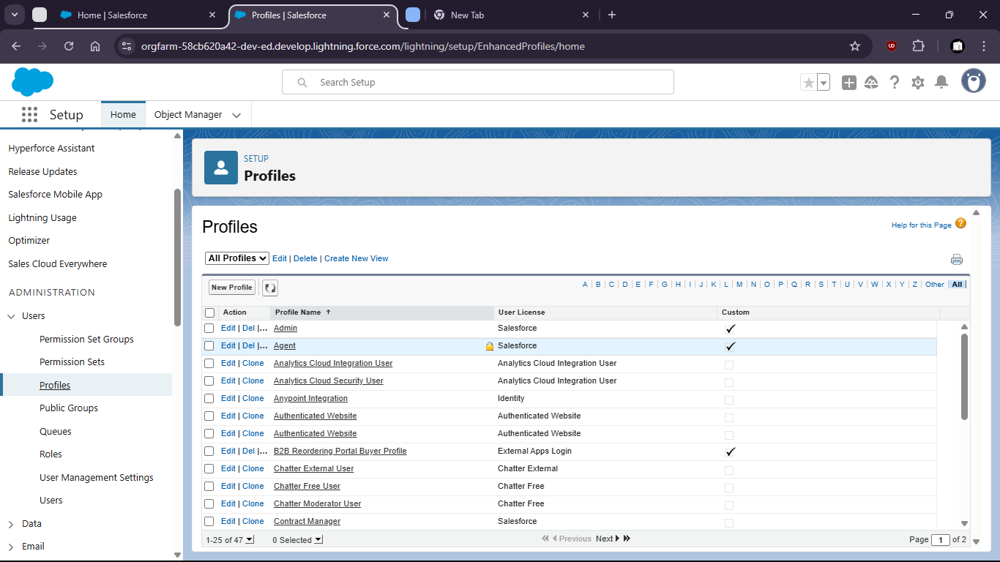 Home | Salesforce
Profiles | Salesforce
New Tab
orgfarm-58cb620a42-dev-ed.develop.lightning.force.com/lightning/setup/EnhancedProfiles/home
Search Setup
Setup
Home
Object Manager
Hyperforce Assistant
Release Updates
Salesforce Mobile App
Lightning Usage
Optimizer
Sales Cloud Everywhere
ADMINISTRATION
Users
Permission Set Groups
Permission Sets
Profiles
Public Groups
Queues
Roles
User Management Settings
Users
Data
Email
SETUP
Profiles
Profiles
Help for this Page ?
All Profiles Edit | Delete | Create New View
New Profile
A | B | C | D | E | F | G | H | I | J | K | L | M | N | O | P | Q | R | S | T | U | V | W | X | Y | Z | Other | All
Action Profile Name User License Custom
Edit | Del |... Admin Salesforce
Edit | Del |... Agent Salesforce
Edit | Clone Analytics Cloud Integration User Analytics Cloud Integration User
Edit | Clone Analytics Cloud Security User Analytics Cloud Integration User
Edit | Clone Anypoint Integration Identity
Edit | Clone Authenticated Website Authenticated Website
Edit | Clone Authenticated Website Authenticated Website
Edit | Del |... B2B Reordering Portal Buyer Profile External Apps Login
Edit | Clone Chatter External User Chatter External
Edit | Clone Chatter Free User Chatter Free
Edit | Clone Chatter Moderator User Chatter Free
Edit | Clone Contract Manager Salesforce
1-25 of 47 0 Selected Previous Next Page 1 of 2